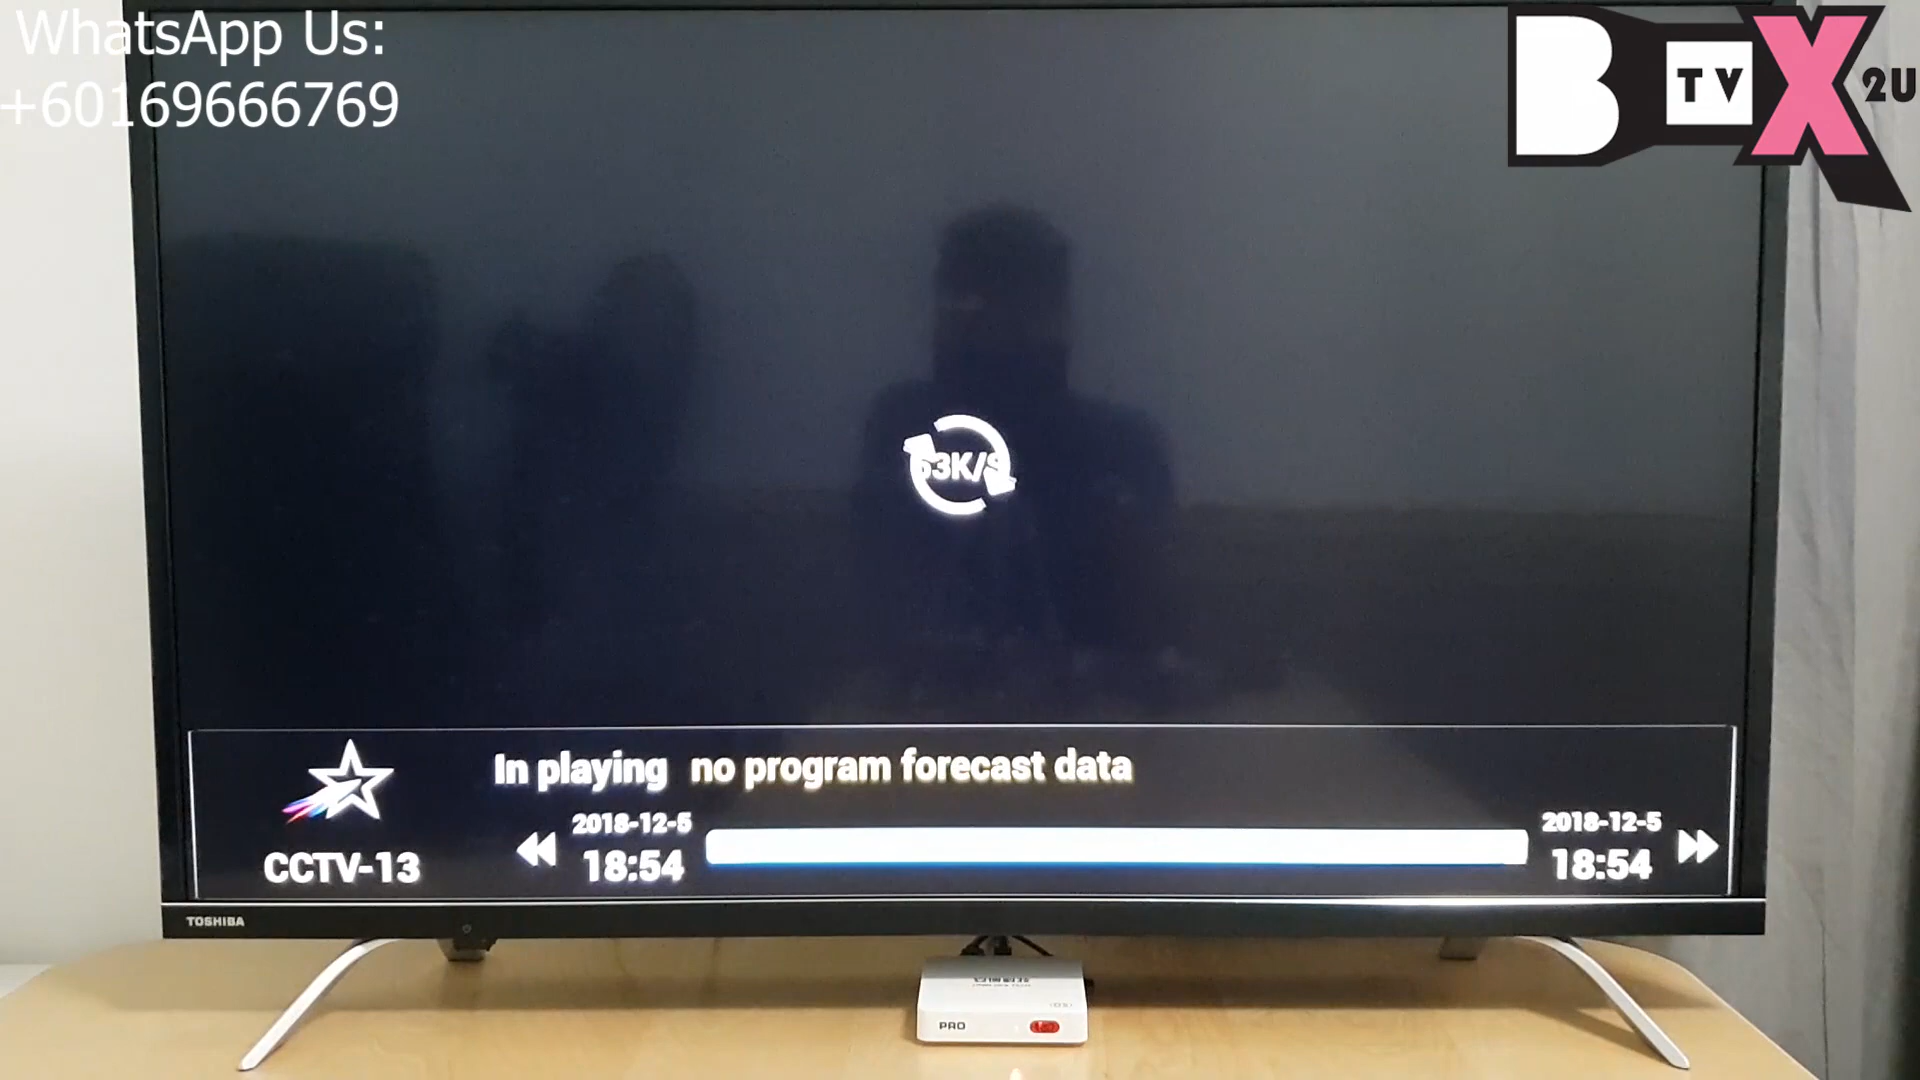 WhatsApp Us:
+60169666769
B TV X 2U
63K/S
In playing no program forecast data
2018-12-5
2018-12-5
18:54
18:54
CCTV-13
TOSHIBA
PRO